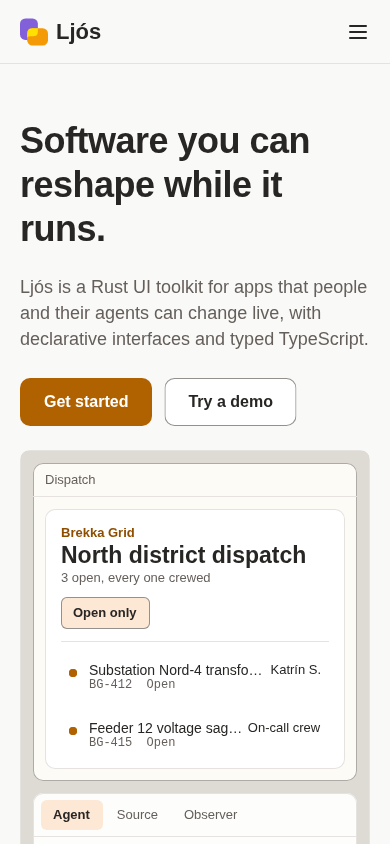 Ljós
Software you can
reshape while it
runs.
Ljós is a Rust UI toolkit for apps that people
and their agents can change live, with
declarative interfaces and typed TypeScript.
Get started
Try a demo
Dispatch
Brekka Grid
North district dispatch
3 open, every one crewed
Open only
Substation Nord-4 transfo… Katrín S.
BG-412 Open
Feeder 12 voltage sag… On-call crew
BG-415 Open
Agent Source Observer